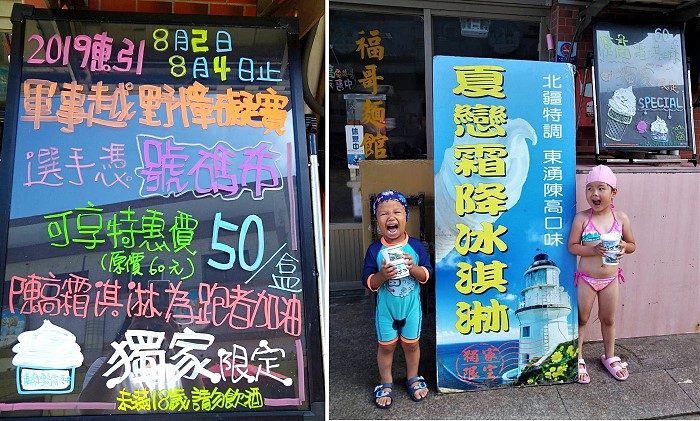 2019東引
8月2日
8月4日止
軍事越野障礙賽
選手憑 號碼布
可享特惠價
(原價60元)
50/盒
陳高霜淇淋為跑者加油
獨家限定
未滿18歲請勿飲酒
福哥麵館
北疆特調 東湧陳高口味
夏戀霜降冰淇淋
獨家
限定
60
SPECIAL